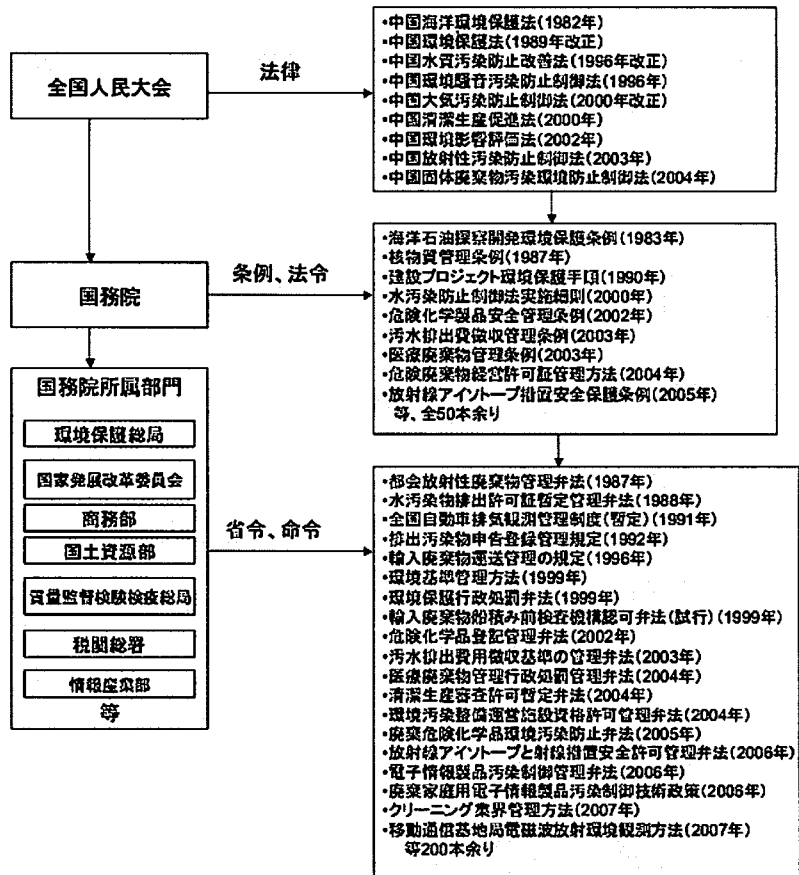 全国人民大会
法律
・中国海洋環境保護法(1982年)
・中国環境保護法(1989年改正)
・中国水質汚染防止改善法(1996年改正)
・中国環境騒音汚染防止制御法(1996年)
・中国大気汚染防止制御法(2000年改正)
・中国清潔生産促進法(2000年)
・中国環境影響評価法(2002年)
・中国放射性汚染防止制御法(2003年)
・中国固体廃棄物汚染環境防止制御法(2004年)
国務院
条例、法令
・海洋石油探察開発環境保護条例(1983年)
・核物質管理条例(1987年)
・建設プロジェクト環境保護手順(1990年)
・水汚染防止制御法実施細則(2000年)
・危険化学製品安全管理条例(2002年)
・汚水排出費徴収管理条例(2003年)
・医療廃棄物管理条例(2003年)
・危険廃棄物経営許可証管理方法(2004年)
・放射線アイソトープ措置安全保護条例(2005年)
等、全50本余り
国務院所属部門
環境保護総局
国家発展改革委員会
商務部
国土資源部
質量監督検験検疫総局
税関総署
情報産業部
等
省令、命令
・都会放射性廃棄物管理弁法(1987年)
・水汚染物排出許可証暫定管理弁法(1988年)
・全国自動車排気観測管理制度(暫定)(1991年)
・排出汚染物申告登録管理規定(1992年)
・輸入廃棄物運送管理の規定(1996年)
・環境基準管理方法(1999年)
・環境保護行政処罰弁法(1999年)
・輸入廃棄物船積み前検査機構認可弁法(試行)(1999年)
・危険化学品登記管理弁法(2002年)
・汚水排出費用徴収基準の管理弁法(2003年)
・医療廃棄物管理行政処罰管理弁法(2004年)
・清潔生産審査許可暫定弁法(2004年)
・環境汚染整備運営施設資格許可管理弁法(2004年)
・廃棄危険化学品環境汚染防止弁法(2005年)
・放射線アイソトープと射線措置安全許可管理弁法(2006年)
・電子情報製品汚染制御管理弁法(2006年)
・廃棄家庭用電子情報製品汚染制御技術政策(2006年)
・クリーニング業界管理方法(2007年)
・移動通信基地局電磁波放射環境観測方法(2007年)
等200本余り